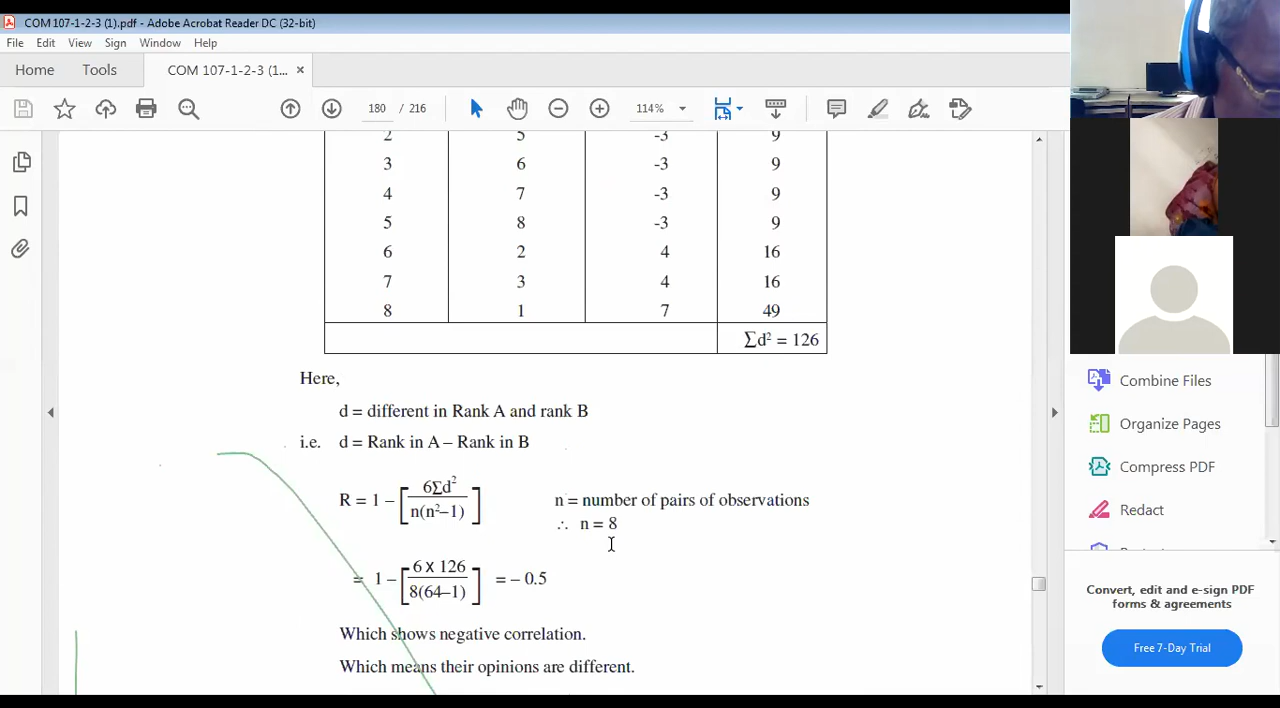 COM 107-1-2-3 (1).pdf - Adobe Acrobat Reader DC (32-bit)
File Edit View Sign Window Help
Home Tools COM 107-1-2-3 (1... ×
180 / 216 114%
2 5 -3 9
3 6 -3 9
4 7 -3 9
5 8 -3 9
6 2 4 16
7 3 4 16
8 1 7 49
∑d² = 126
Here,
d = different in Rank A and rank B
i.e. d = Rank in A – Rank in B
R = 1 – [6∑d² / n(n²–1)] n = number of pairs of observations
∴ n = 8
= 1 – [6 x 126 / 8(64–1)] = – 0.5
Which shows negative correlation.
Which means their opinions are different.
Combine Files
Organize Pages
Compress PDF
Redact
Convert, edit and e-sign PDF
forms & agreements
Free 7-Day Trial